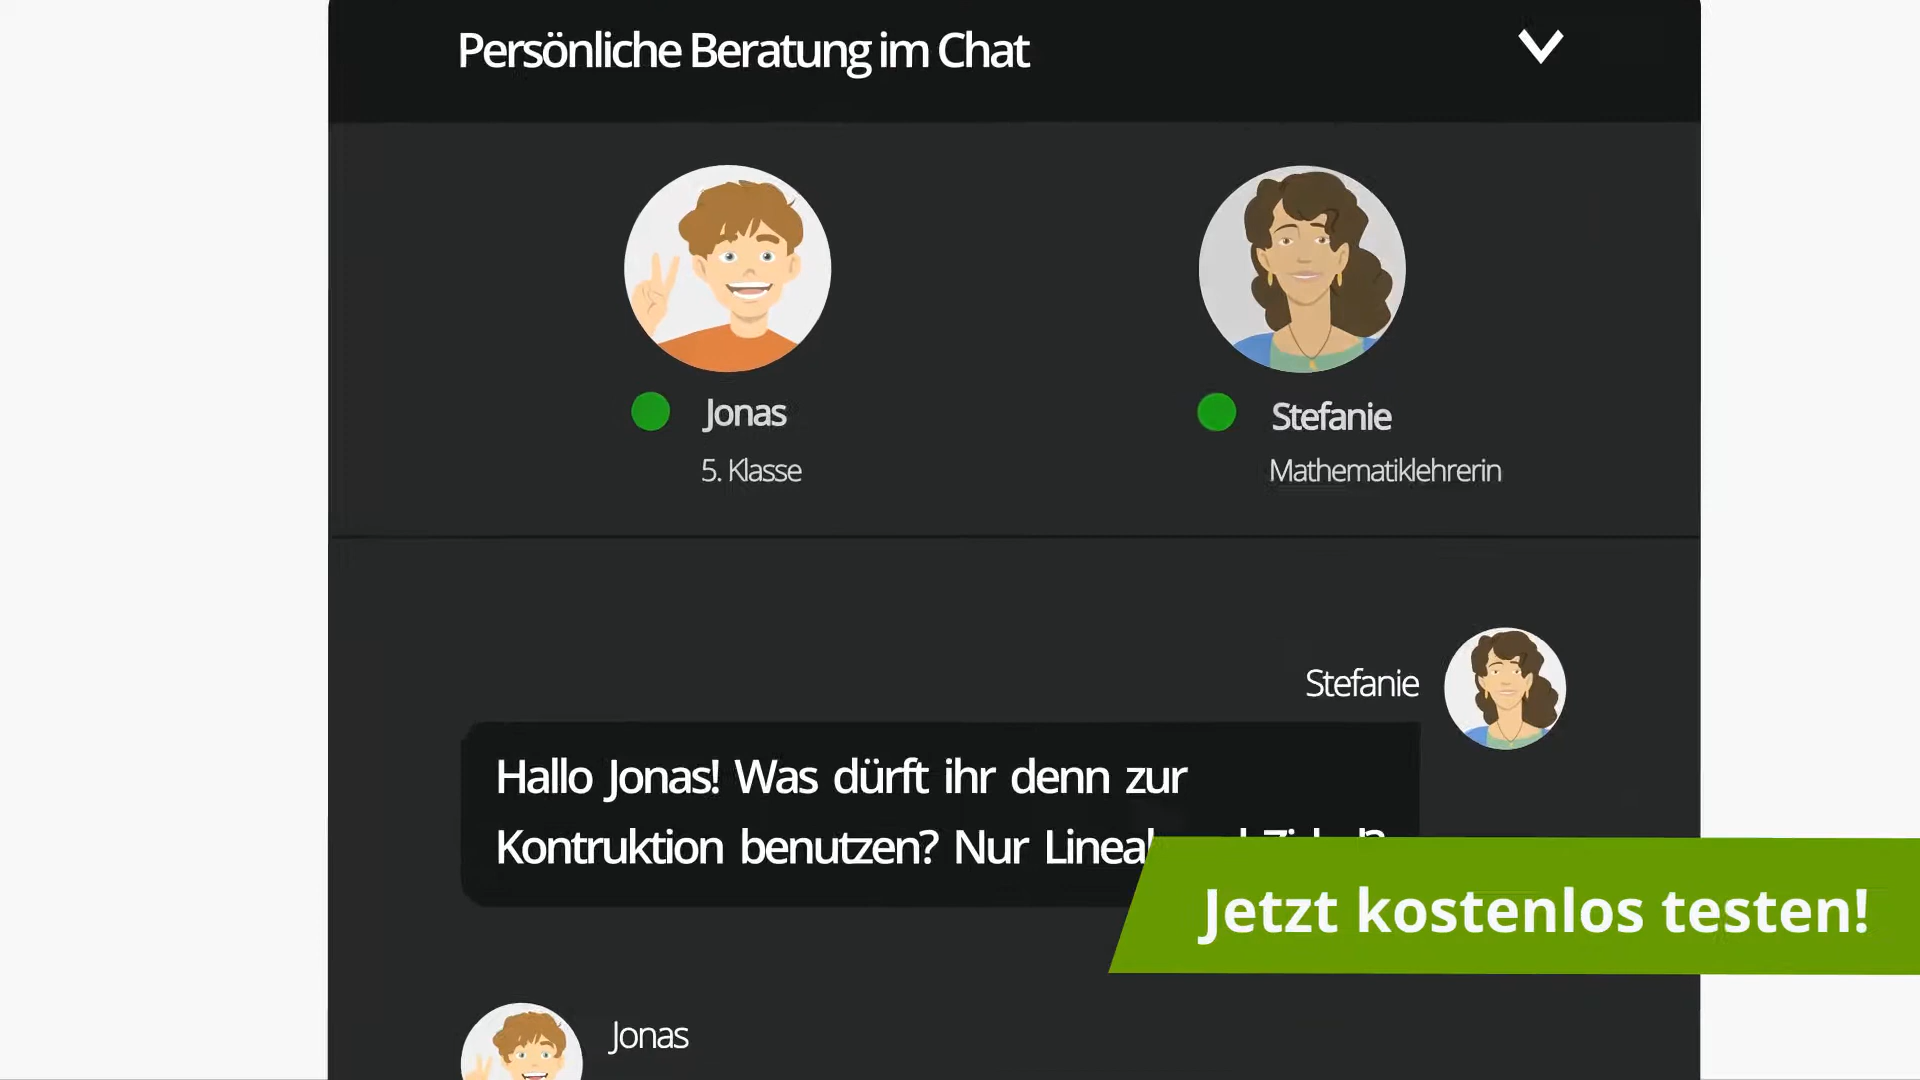 Persönliche Beratung im Chat
Jonas
5. Klasse
Stefanie
Mathematiklehrerin
Stefanie
Hallo Jonas! Was dürft ihr denn zur
Kontruktion benutzen? Nur Lineal
Jetzt kostenlos testen!
Jonas